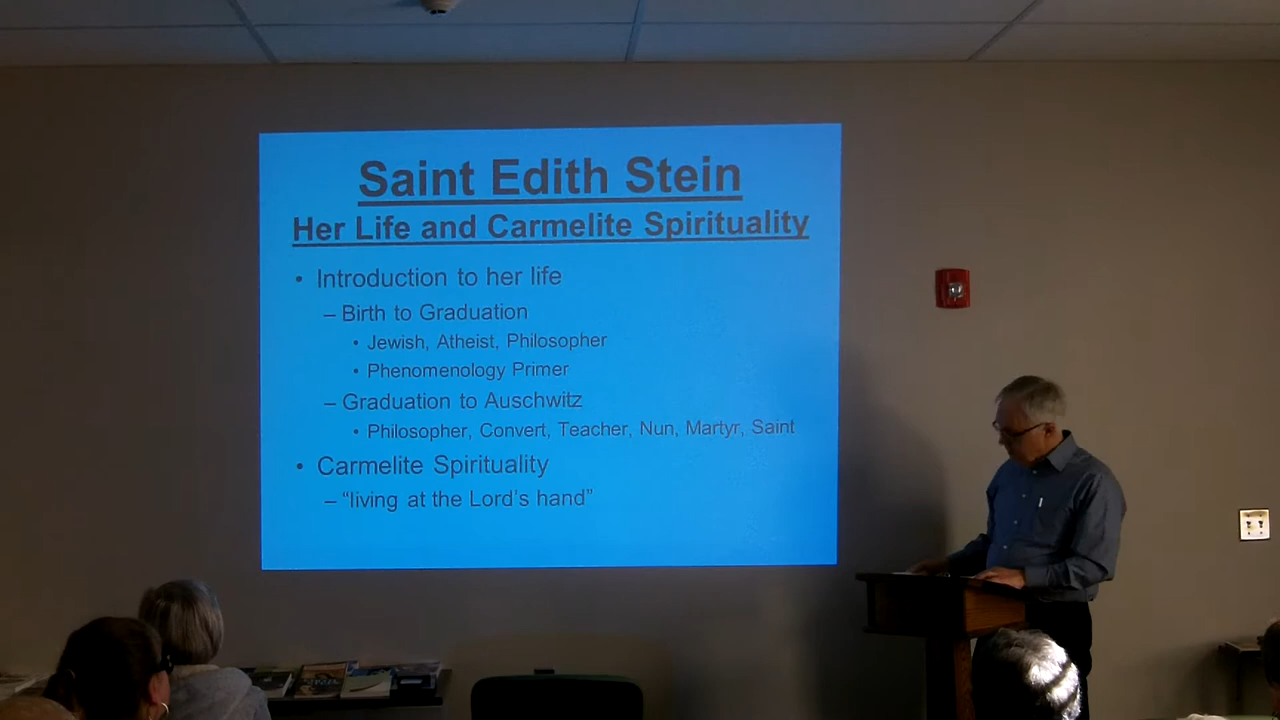 Saint Edith Stein
Her Life and Carmelite Spirituality
• Introduction to her life
– Birth to Graduation
• Jewish, Atheist, Philosopher
• Phenomenology Primer
– Graduation to Auschwitz
• Philosopher, Convert, Teacher, Nun, Martyr, Saint
• Carmelite Spirituality
– “living at the Lord’s hand”